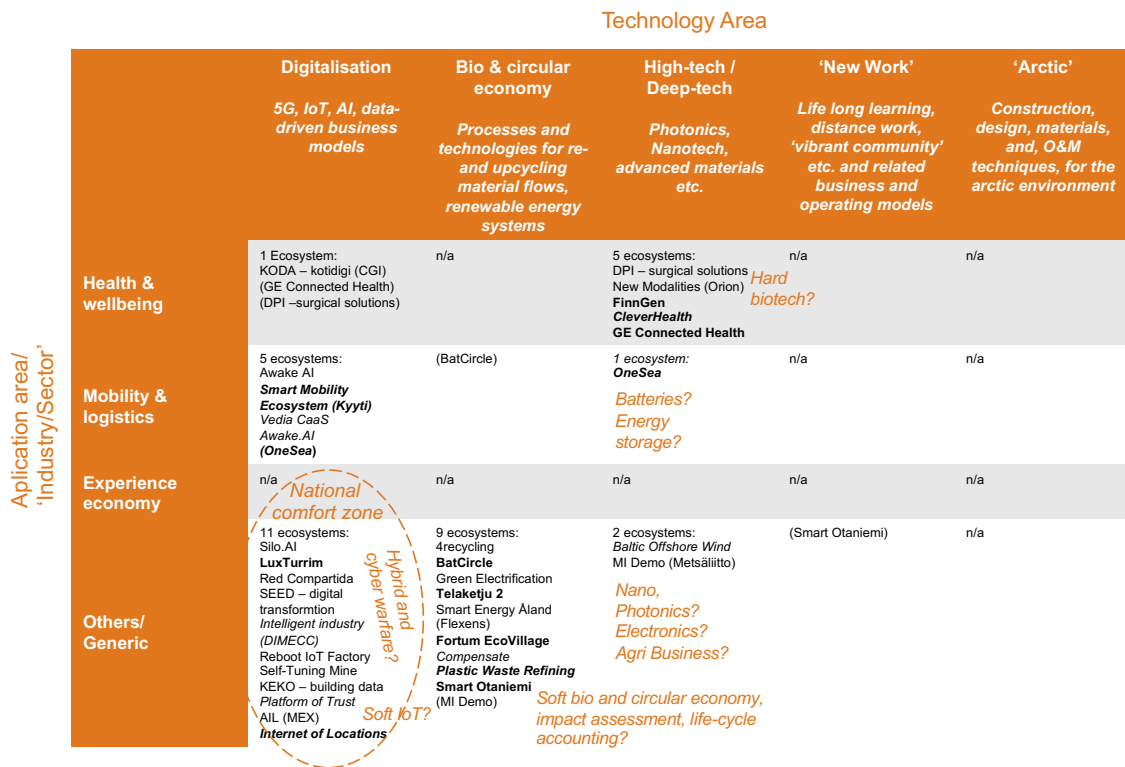 Technology Area
Aplication area/
‘Industry/Sector’
Digitalisation
5G, IoT, AI, data-
driven business
models
Bio & circular
economy
Processes and
technologies for re-
and upcycling
material flows,
renewable energy
systems
High-tech /
Deep-tech
Photonics,
Nanotech,
advanced materials
etc.
‘New Work’
Life long learning,
distance work,
‘vibrant community’
etc. and related
business and
operating models
‘Arctic’
Construction,
design, materials,
and, O&M
techniques, for the
arctic environment
Health &
wellbeing
1 Ecosystem:
KODA – kotidigi (CGI)
(GE Connected Health)
(DPI –surgical solutions)
n/a
5 ecosystems:
DPI – surgical solutions
New Modalities (Orion)
FinnGen
CleverHealth
GE Connected Health
Hard
biotech?
n/a
n/a
Mobility &
logistics
5 ecosystems:
Awake AI
Smart Mobility
Ecosystem (Kyyti)
Vedia CaaS
Awake.AI
(OneSea)
(BatCircle)
1 ecosystem:
OneSea
Batteries?
Energy
storage?
n/a
n/a
Experience
economy
n/a
National
comfort zone
n/a
n/a
n/a
n/a
Others/
Generic
11 ecosystems:
Silo.AI
LuxTurrim
Red Compartida
SEED – digital
transformtion
Intelligent industry
(DIMECC)
Reboot IoT Factory
Self-Tuning Mine
KEKO – building data
Platform of Trust
AIL (MEX)
Internet of Locations
Hybrid and
cyber warfare?
Soft IoT?
9 ecosystems:
4recycling
BatCircle
Green Electrification
Telaketju 2
Smart Energy Åland
(Flexens)
Fortum EcoVillage
Compensate
Plastic Waste Refining
Smart Otaniemi
(MI Demo)
2 ecosystems:
Baltic Offshore Wind
MI Demo (Metsäliitto)
Nano,
Photonics?
Electronics?
Agri Business?
Soft bio and circular economy,
impact assessment, life-cycle
accounting?
(Smart Otaniemi)
n/a